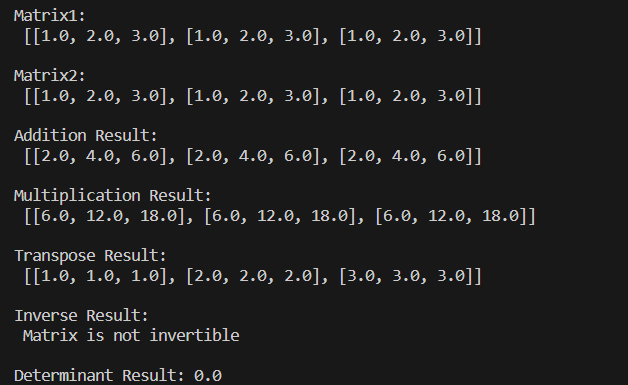 Matrix1:
[[1.0, 2.0, 3.0], [1.0, 2.0, 3.0], [1.0, 2.0, 3.0]]
Matrix2:
[[1.0, 2.0, 3.0], [1.0, 2.0, 3.0], [1.0, 2.0, 3.0]]
Addition Result:
[[2.0, 4.0, 6.0], [2.0, 4.0, 6.0], [2.0, 4.0, 6.0]]
Multiplication Result:
[[6.0, 12.0, 18.0], [6.0, 12.0, 18.0], [6.0, 12.0, 18.0]]
Transpose Result:
[[1.0, 1.0, 1.0], [2.0, 2.0, 2.0], [3.0, 3.0, 3.0]]
Inverse Result:
Matrix is not invertible
Determinant Result: 0.0